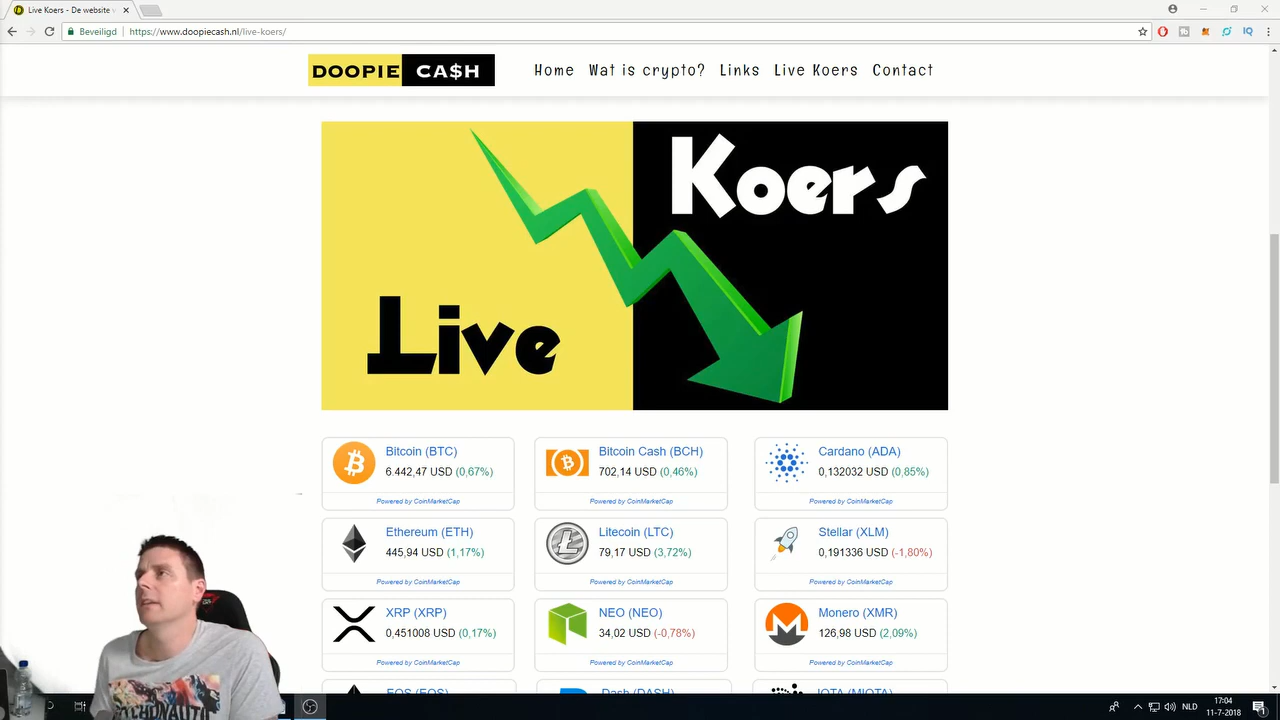 Live Koers - De website v
Beveiligd
https://www.doopiecash.nl/live-koers/
DOOPIE CA$H
Home Wat is crypto? Links Live Koers Contact
Koers
Live
Bitcoin (BTC)
6.442,47 USD (0,67%)
Powered by CoinMarketCap
Bitcoin Cash (BCH)
702,14 USD (0,46%)
Powered by CoinMarketCap
Cardano (ADA)
0,132032 USD (0,85%)
Powered by CoinMarketCap
Ethereum (ETH)
445,94 USD (1,17%)
Powered by CoinMarketCap
Litecoin (LTC)
79,17 USD (3,72%)
Powered by CoinMarketCap
Stellar (XLM)
0,191336 USD (-1,80%)
Powered by CoinMarketCap
XRP (XRP)
0,451008 USD (0,17%)
Powered by CoinMarketCap
NEO (NEO)
34,02 USD (-0,78%)
Powered by CoinMarketCap
Monero (XMR)
126,98 USD (2,09%)
Powered by CoinMarketCap
EOS (EOS)
Dash (DASH)
IOTA (MIOTA)
NLD
17:04
11-7-2018